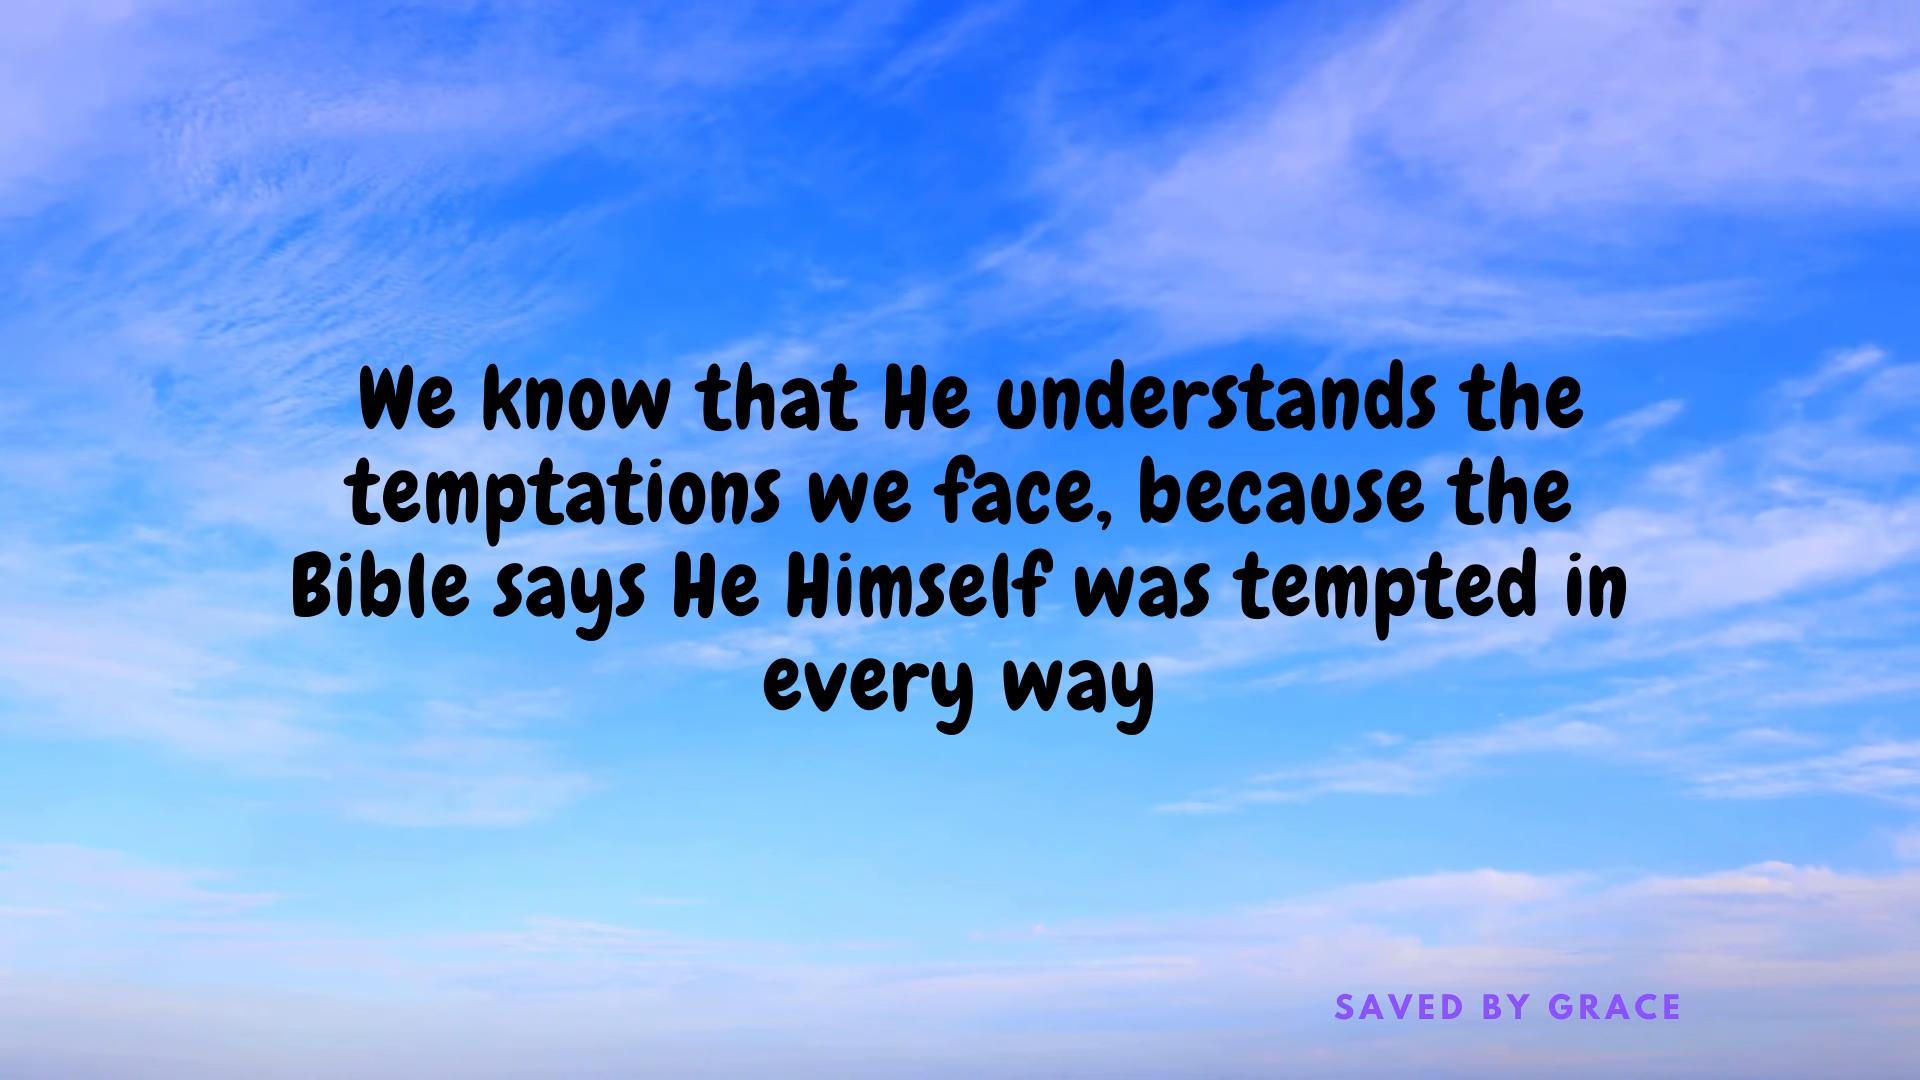 We know that He understands the
temptations we face, because the
Bible says He Himself was tempted in
every way
SAVED BY GRACE